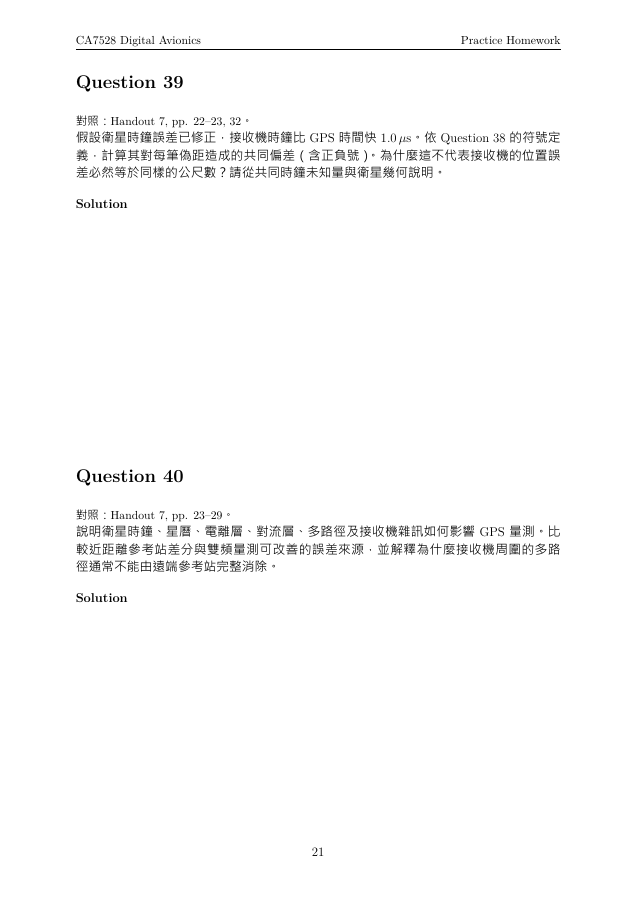 CA7528 Digital Avionics Practice Homework
Question 39
對照：Handout 7, pp. 22–23, 32。
假設衛星時鐘誤差已修正，接收機時鐘比 GPS 時間快 1.0 μs。依 Question 38 的符號定
義，計算其對每筆偽距造成的共同偏差（含正負號）。為什麼這不代表接收機的位置誤
差必然等於同樣的公尺數？請從共同時鐘未知量與衛星幾何說明。
Solution
Question 40
對照：Handout 7, pp. 23–29。
說明衛星時鐘、星曆、電離層、對流層、多路徑及接收機雜訊如何影響 GPS 量測。比
較近距離參考站差分與雙頻量測可改善的誤差來源，並解釋為什麼接收機周圍的多路
徑通常不能由遠端參考站完整消除。
Solution
21